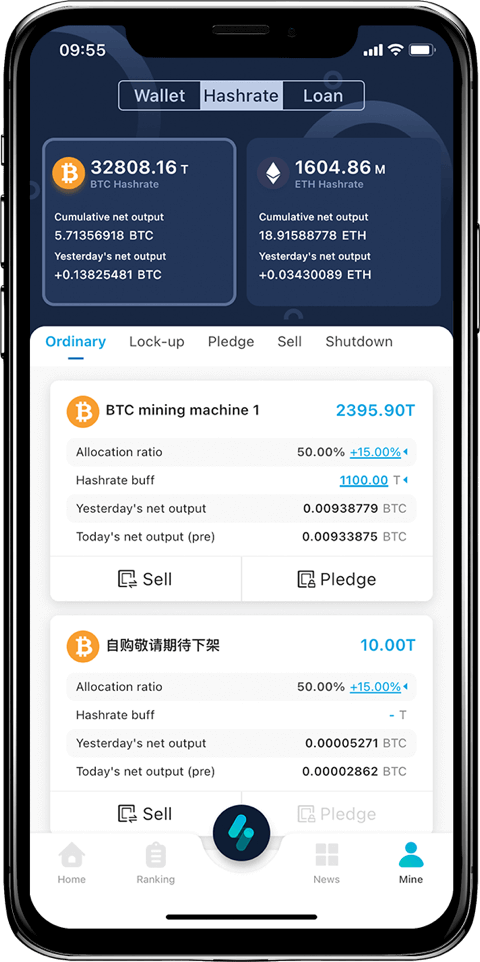 09:55
Wallet Hashrate Loan
32808.16 T
BTC Hashrate
Cumulative net output
5.71356918 BTC
Yesterday's net output
+0.13825481 BTC
1604.86 M
ETH Hashrate
Cumulative net output
18.91588778 ETH
Yesterday's net output
+0.03430089 ETH
Ordinary Lock-up Pledge Sell Shutdown
BTC mining machine 1 2395.90T
Allocation ratio 50.00% +15.00%
Hashrate buff 1100.00 T
Yesterday's net output 0.00938779 BTC
Today's net output (pre) 0.00933875 BTC
Sell Pledge
自购敬请期待下架 10.00T
Allocation ratio 50.00% +15.00%
Hashrate buff - T
Yesterday's net output 0.00005271 BTC
Today's net output (pre) 0.00002862 BTC
Sell Pledge
Home Ranking News Mine